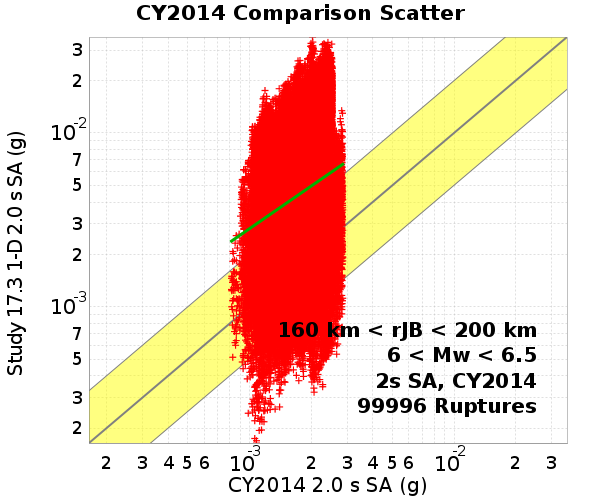 CY2014 Comparison Scatter
Study 17.3 1-D 2.0 s SA (g)
3
2
10-2
7
5
3
2
10-3
7
5
3
2
160 km < rJB < 200 km
6 < Mw < 6.5
2s SA, CY2014
99996 Ruptures
2 3 4 5 6 10-3 2 3 4 5 6 10-2 2 3
CY2014 2.0 s SA (g)